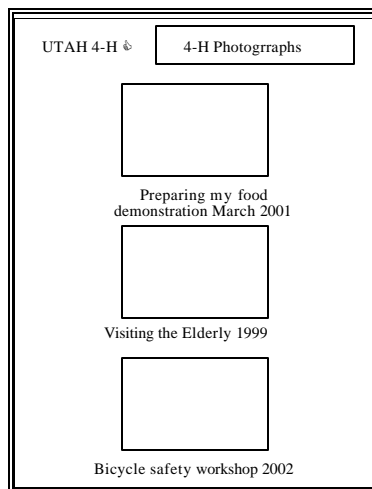 UTAH 4-H 👍
4-H Photogrraphs
Preparing my food
demonstration March 2001
Visiting the Elderly 1999
Bicycle safety workshop 2002